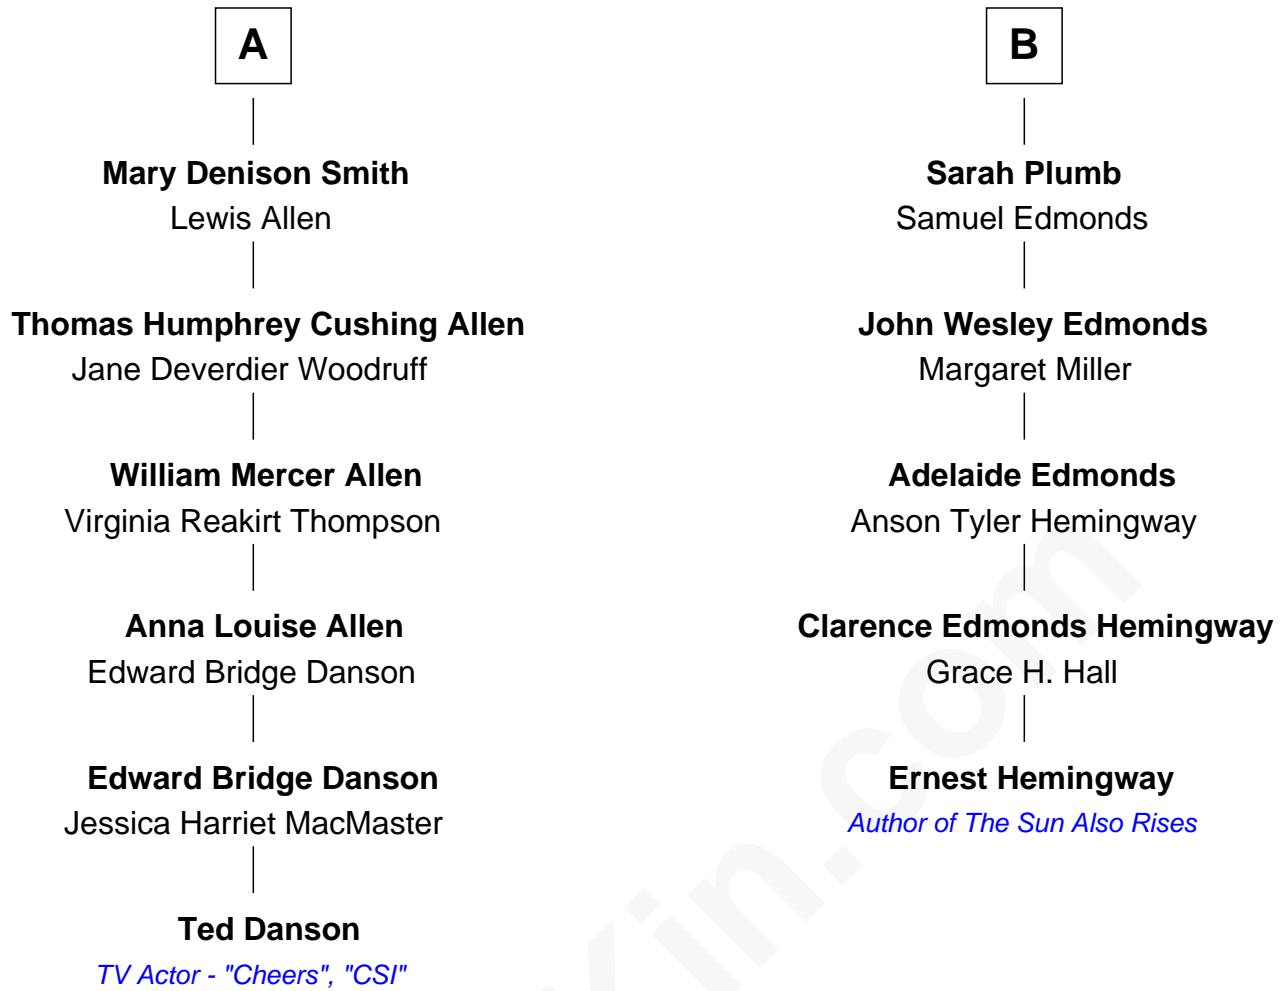 A
Mary Denison Smith
Lewis Allen
Thomas Humphrey Cushing Allen
Jane Deverdier Woodruff
William Mercer Allen
Virginia Reakirt Thompson
Anna Louise Allen
Edward Bridge Danson
Edward Bridge Danson
Jessica Harriet MacMaster
Ted Danson
TV Actor - "Cheers", "CSI"
B
Sarah Plumb
Samuel Edmonds
John Wesley Edmonds
Margaret Miller
Adelaide Edmonds
Anson Tyler Hemingway
Clarence Edmonds Hemingway
Grace H. Hall
Ernest Hemingway
Author of The Sun Also Rises